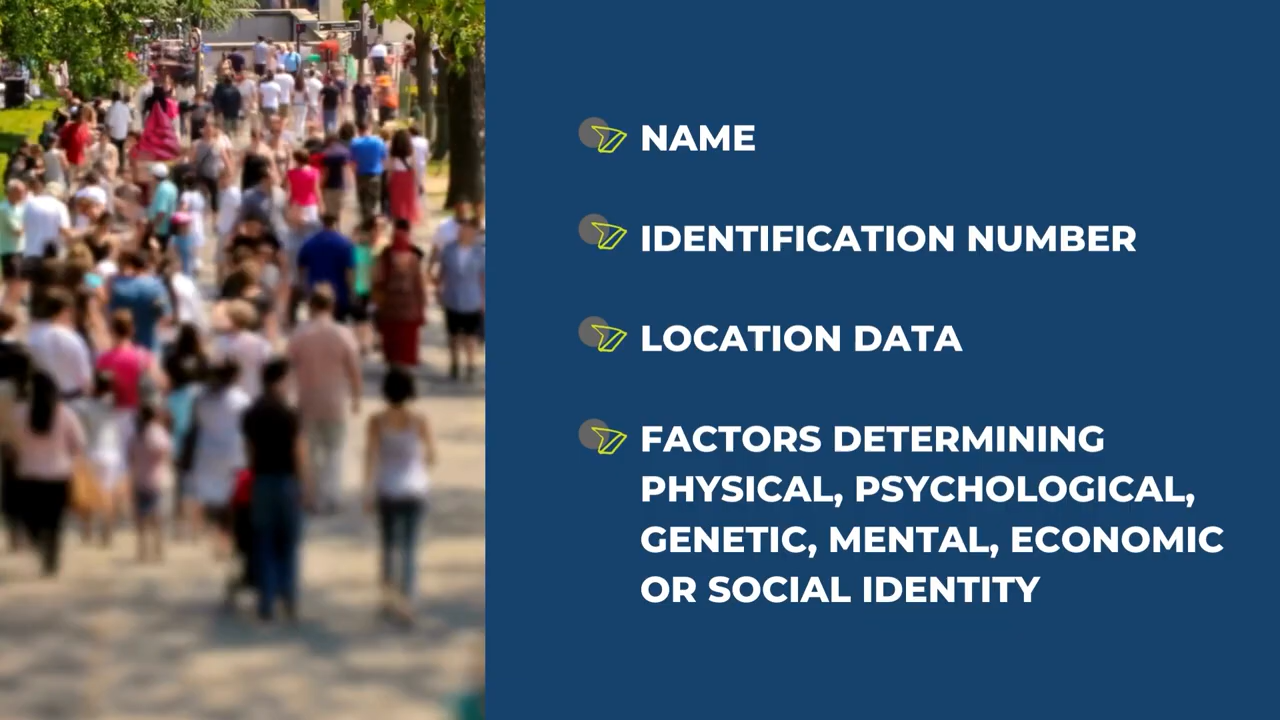 NAME
IDENTIFICATION NUMBER
LOCATION DATA
FACTORS DETERMINING
PHYSICAL, PSYCHOLOGICAL,
GENETIC, MENTAL, ECONOMIC
OR SOCIAL IDENTITY